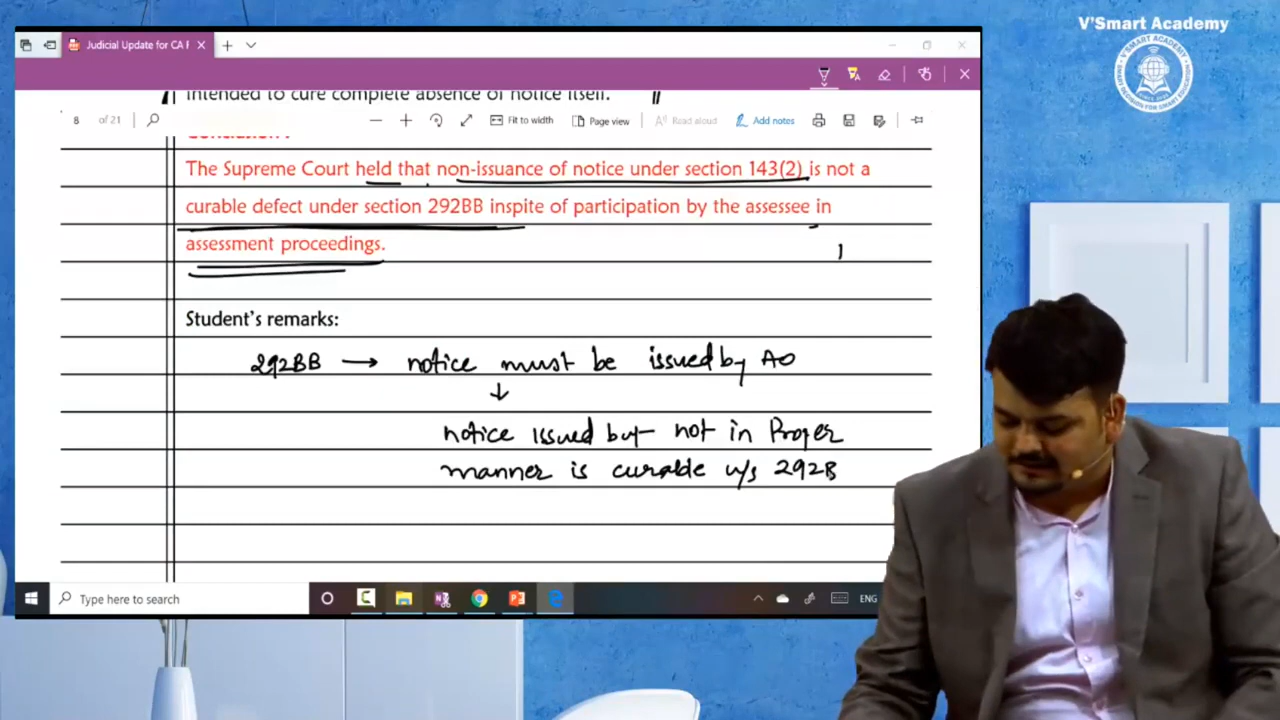 V'Smart Academy
Judicial Update for CA F
intended to cure complete absence of notice itself.
8 of 21
Fit to width
Page view
Read aloud
Add notes
Conclusion :
The Supreme Court held that non-issuance of notice under section 143(2) is not a
curable defect under section 292BB inspite of participation by the assessee in
assessment proceedings.
Student's remarks:
292BB → notice must be issued by AO
↓
notice issued but not in Proper
manner is curable u/s 292B
Type here to search
ENG